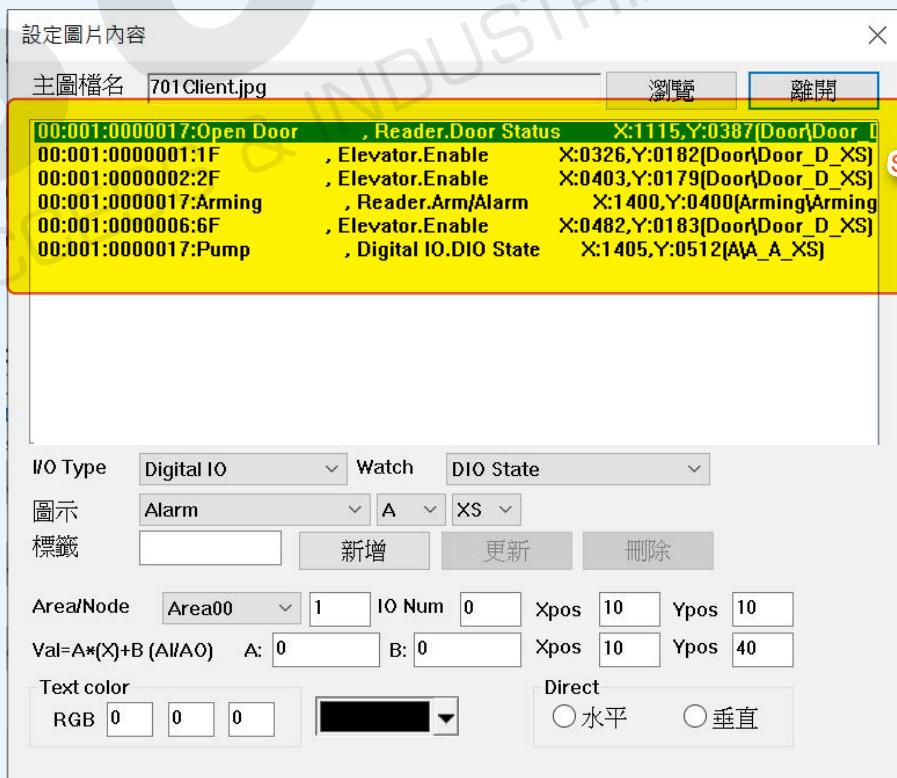 設定圖片內容
主圖檔名 701Client.jpg 瀏覽 離開
00:001:0000017:Open Door , Reader.Door Status X:1115,Y:0387(Door\Door_D
00:001:0000001:1F , Elevator.Enable X:0326,Y:0182(Door\Door_D_XS)
00:001:0000002:2F , Elevator.Enable X:0403,Y:0179(Door\Door_D_XS)
00:001:0000017:Arming , Reader.Arm/Alarm X:1400,Y:0400(Arming\Arming
00:001:0000006:6F , Elevator.Enable X:0482,Y:0183(Door\Door_D_XS)
00:001:0000017:Pump , Digital IO.DIO State X:1405,Y:0512(A\A_A_XS)
I/O Type Digital IO Watch DIO State
圖示 Alarm A XS
標籤 新增 更新 刪除
Area/Node Area00 1 IO Num 0 Xpos 10 Ypos 10
Val=A*(X)+B (AI/AO) A: 0 B: 0 Xpos 10 Ypos 40
Text color Direct
RGB 0 0 0 水平 垂直